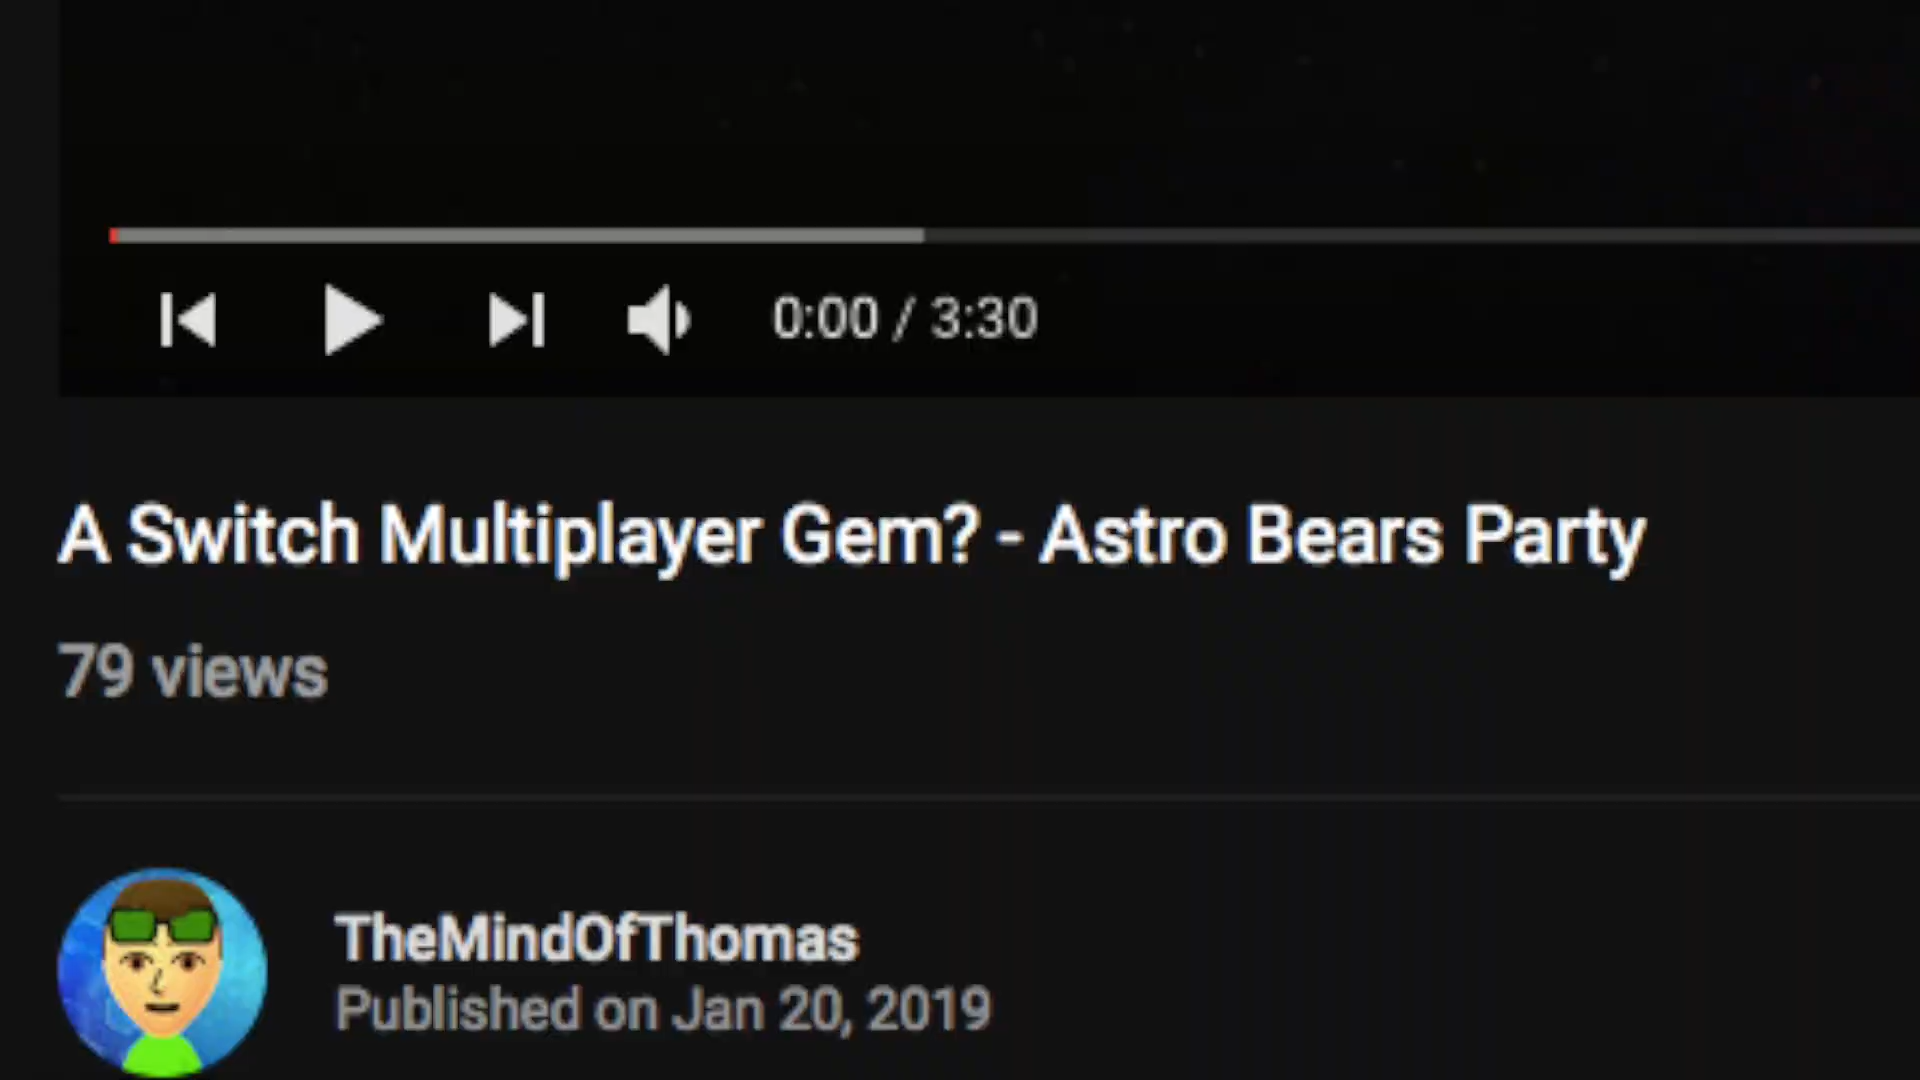 0:00 / 3:30
A Switch Multiplayer Gem? - Astro Bears Party
79 views
TheMindOfThomas
Published on Jan 20, 2019